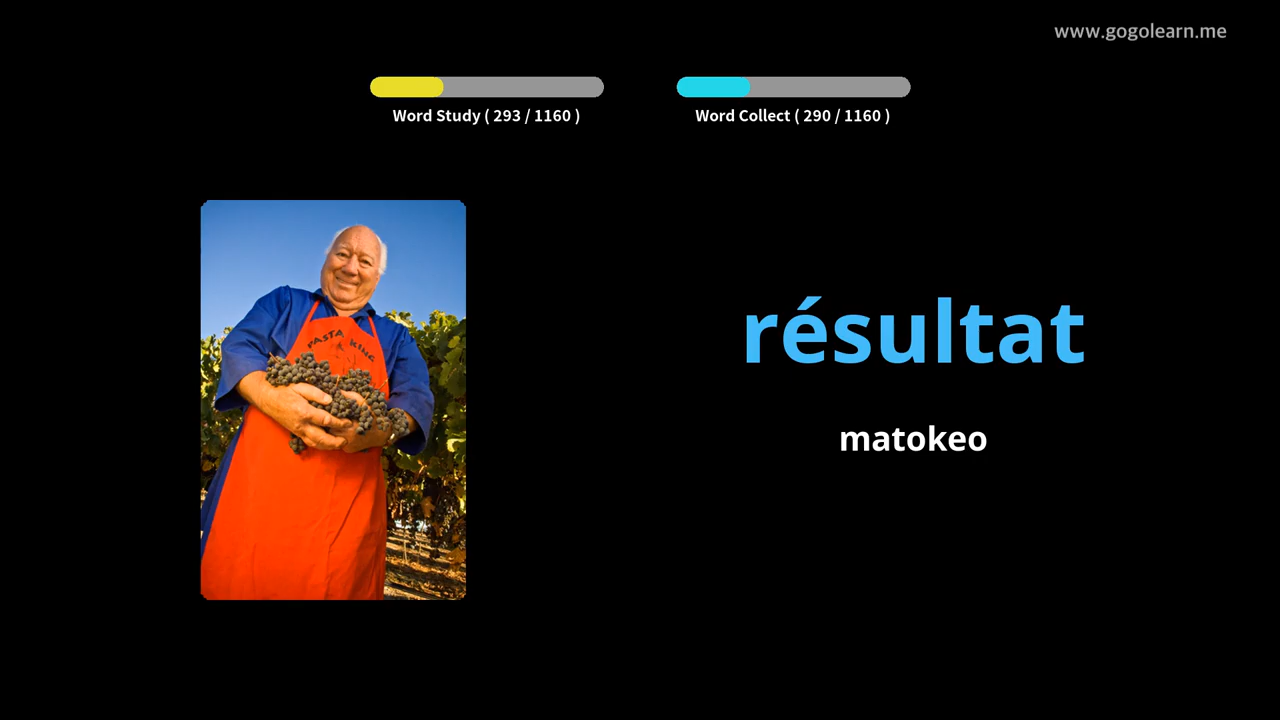 www.gogolearn.me
Word Study ( 293 / 1160 )
Word Collect ( 290 / 1160 )
PASTA KING
résultat
matokeo